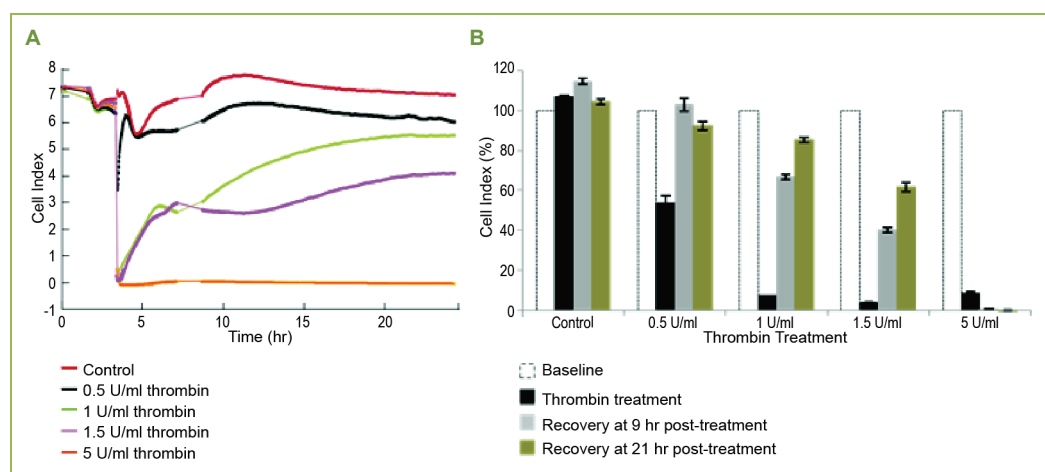 A
8
7
6
5
4
3
2
1
0
-1
Cell Index
0
5
10
15
20
Time (hr)
Control
0.5 U/ml thrombin
1 U/ml thrombin
1.5 U/ml thrombin
5 U/ml thrombin
B
120
100
80
60
40
20
0
Cell Index (%)
Control
0.5 U/ml
1 U/ml
1.5 U/ml
5 U/ml
Thrombin Treatment
Baseline
Thrombin treatment
Recovery at 9 hr post-treatment
Recovery at 21 hr post-treatment